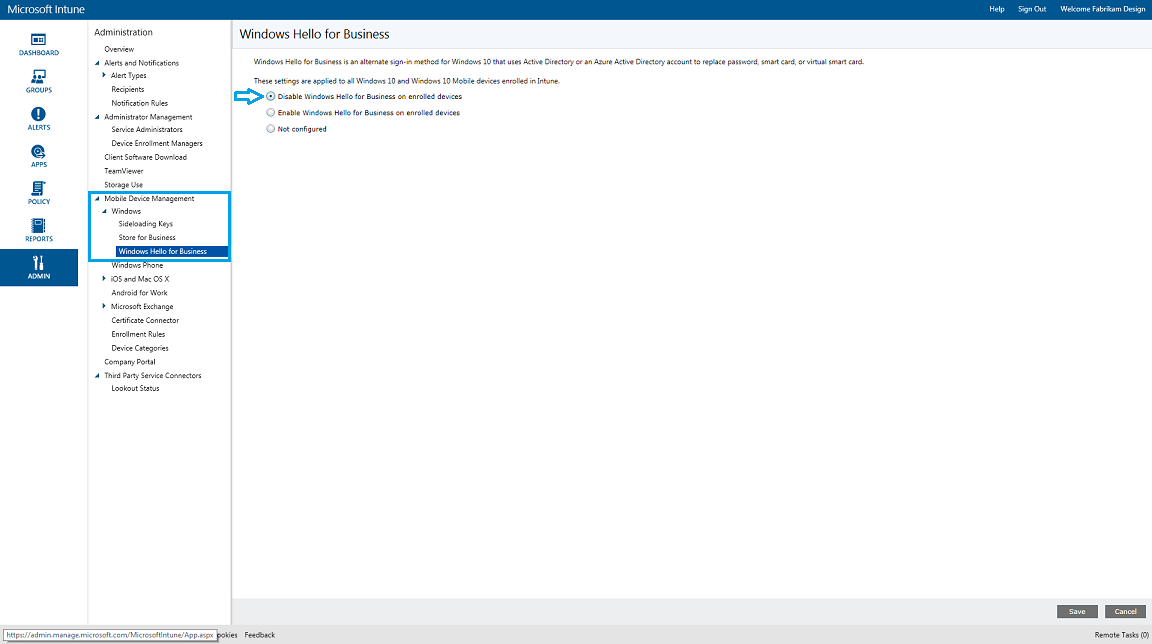 Microsoft Intune
Help Sign Out Welcome Fabrikam Design
DASHBOARD
GROUPS
ALERTS
APPS
POLICY
REPORTS
ADMIN
Administration
Overview
Alerts and Notifications
Alert Types
Recipients
Notification Rules
Administrator Management
Service Administrators
Device Enrollment Managers
Client Software Download
TeamViewer
Storage Use
Mobile Device Management
Windows
Sideloading Keys
Store for Business
Windows Hello for Business
Windows Phone
iOS and Mac OS X
Android for Work
Microsoft Exchange
Certificate Connector
Enrollment Rules
Device Categories
Company Portal
Third Party Service Connectors
Lookout Status
Windows Hello for Business
Windows Hello for Business is an alternate sign-in method for Windows 10 that uses Active Directory or an Azure Active Directory account to replace password, smart card, or virtual smart card.
These settings are applied to all Windows 10 and Windows 10 Mobile devices enrolled in Intune.
Disable Windows Hello for Business on enrolled devices
Enable Windows Hello for Business on enrolled devices
Not configured
Save Cancel
https://admin.manage.microsoft.com/MicrosoftIntune/App.aspx ookies Feedback
Remote Tasks (0)